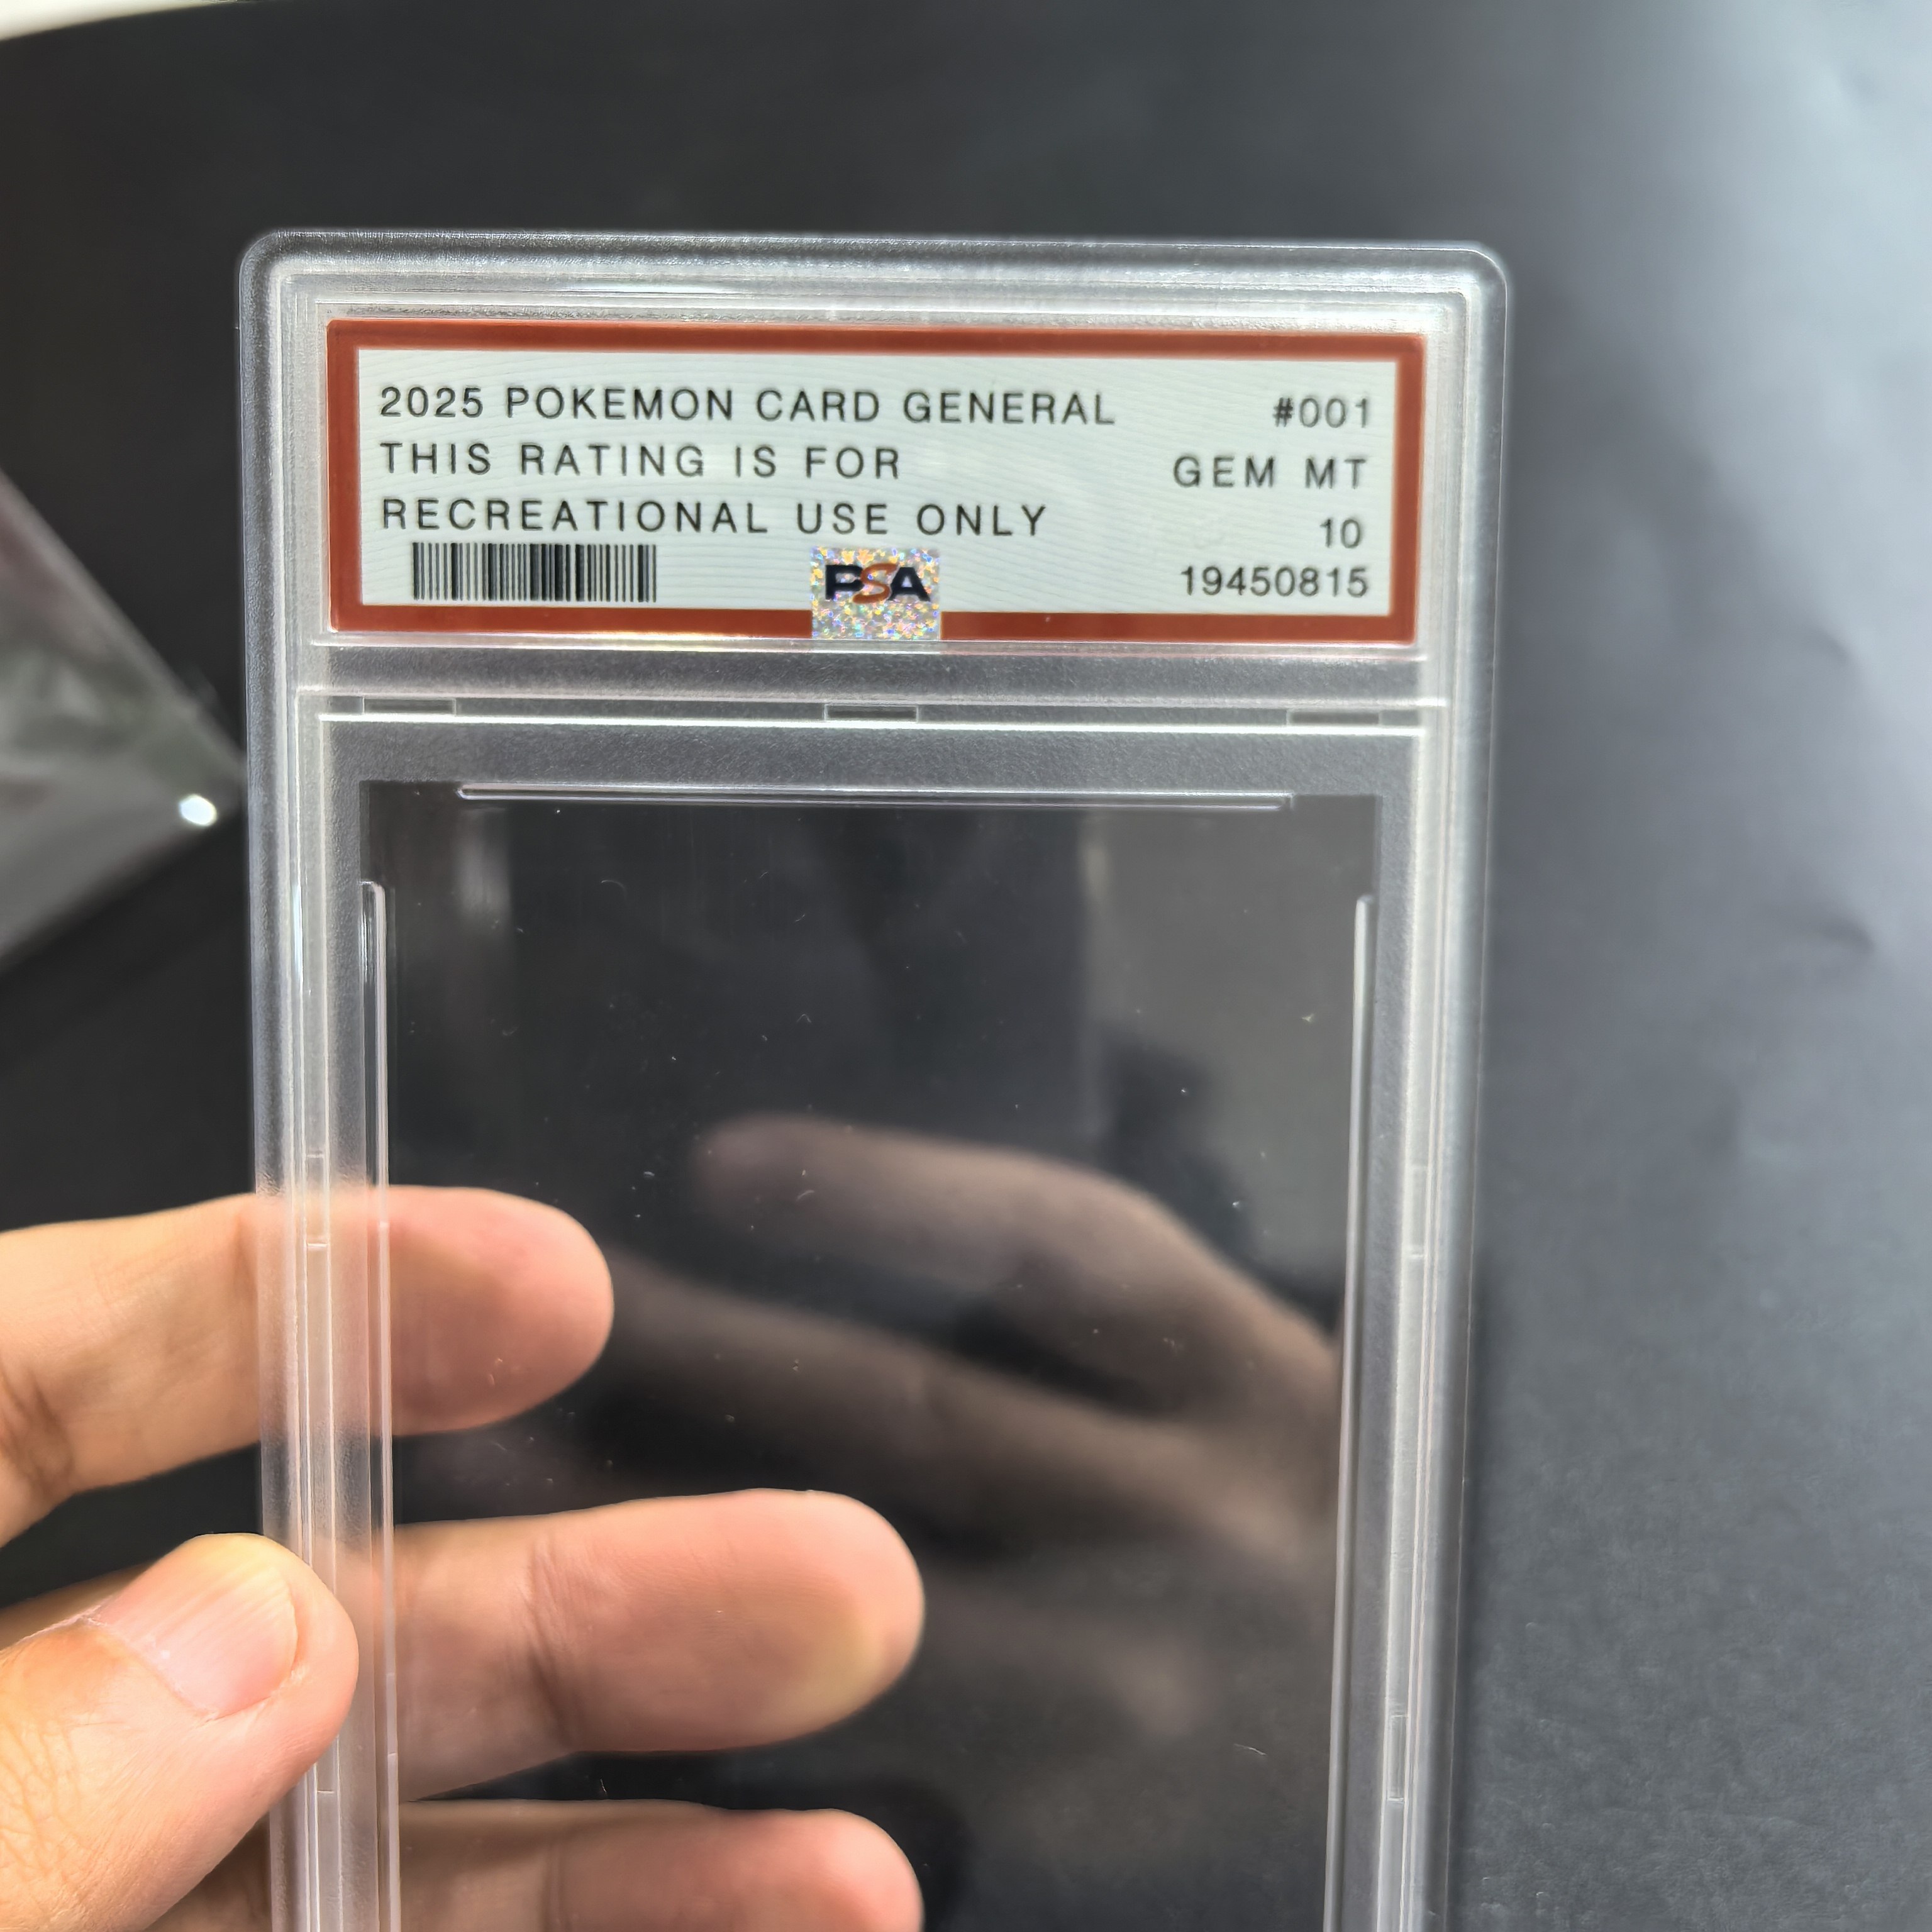 2025 POKEMON CARD GENERAL #001
THIS RATING IS FOR GEM MT
RECREATIONAL USE ONLY 10
PSA 19450815